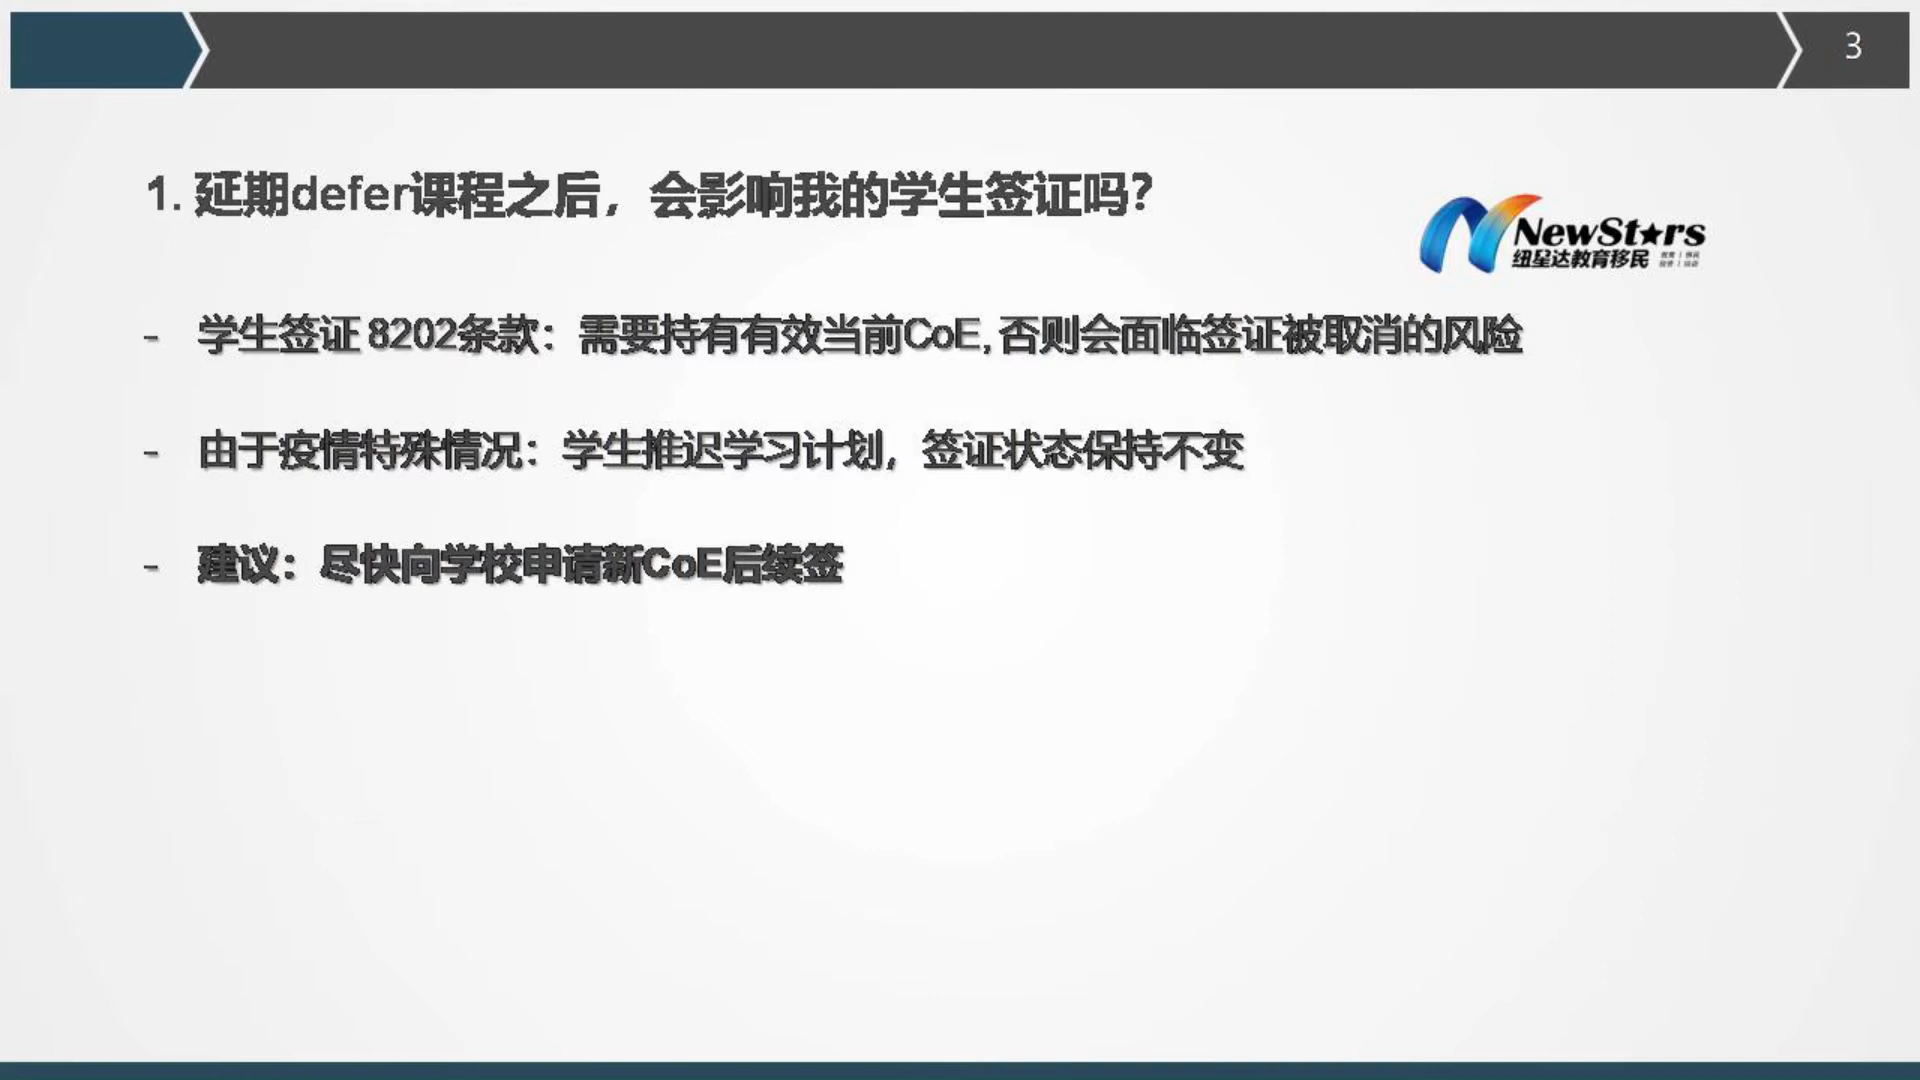 3
1. 延期defer课程之后，会影响我的学生签证吗？
NewStars
纽星达教育移民
- 学生签证 8202条款：需要持有有效当前CoE, 否则会面临签证被取消的风险
- 由于疫情特殊情况：学生推迟学习计划，签证状态保持不变
- 建议：尽快向学校申请新CoE后续签